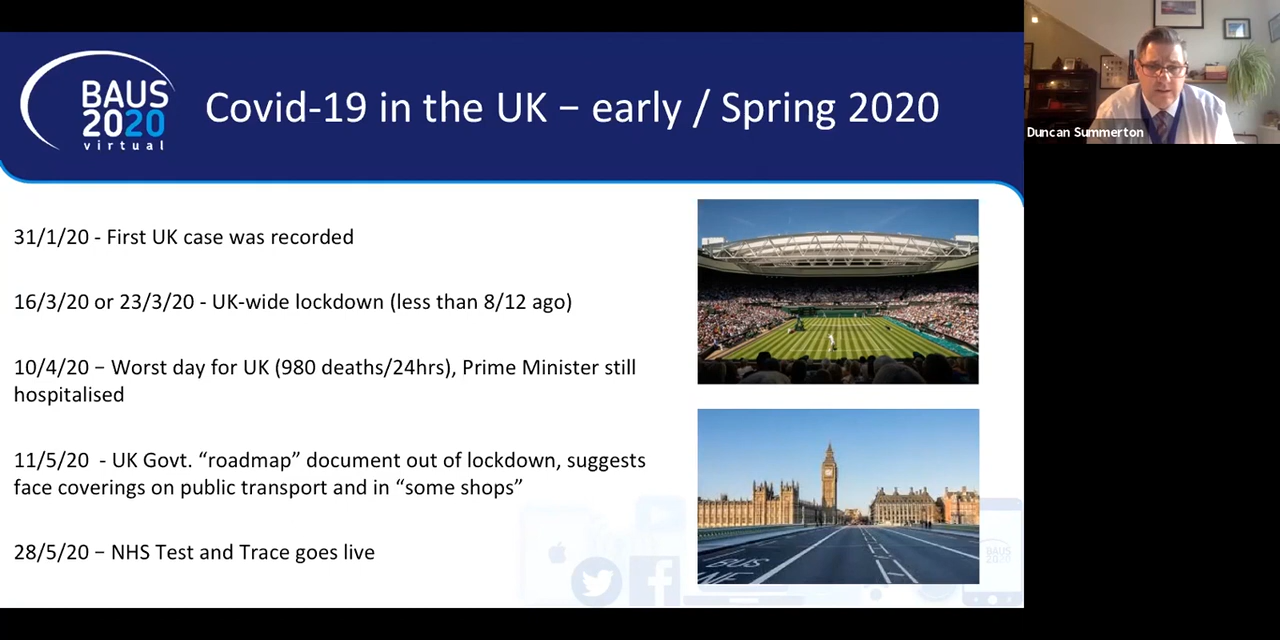 BAUS
2020
virtual
Covid-19 in the UK – early / Spring 2020
Duncan Summerton
31/1/20 - First UK case was recorded
16/3/20 or 23/3/20 - UK-wide lockdown (less than 8/12 ago)
10/4/20 – Worst day for UK (980 deaths/24hrs), Prime Minister still
hospitalised
11/5/20  - UK Govt. “roadmap” document out of lockdown, suggests
face coverings on public transport and in “some shops”
28/5/20 – NHS Test and Trace goes live
BUS
LANE
BAUS
2020